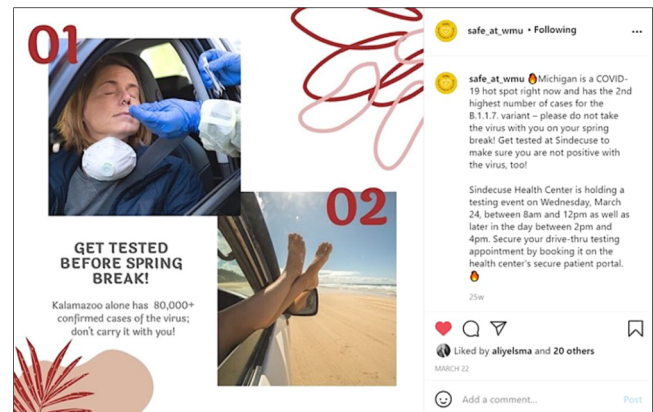 01
02
GET TESTED
BEFORE SPRING
BREAK!
Kalamazoo alone has 80,000+
confirmed cases of the virus;
don't carry it with you!
safe_at_wmu • Following
safe_at_wmu 🔥Michigan is a COVID-
19 hot spot right now and has the 2nd
highest number of cases for the
B.1.1.7. variant – please do not take
the virus with you on your spring
break! Get tested at Sindecuse to
make sure you are not positive with
the virus, too!
Sindecuse Health Center is holding a
testing event on Wednesday, March
24, between 8am and 12pm as well as
later in the day between 2pm and
4pm. Secure your drive-thru testing
appointment by booking it on the
health center's secure patient portal.
🔥
25w
Liked by aliyelsma and 20 others
MARCH 22
Add a comment...
Post